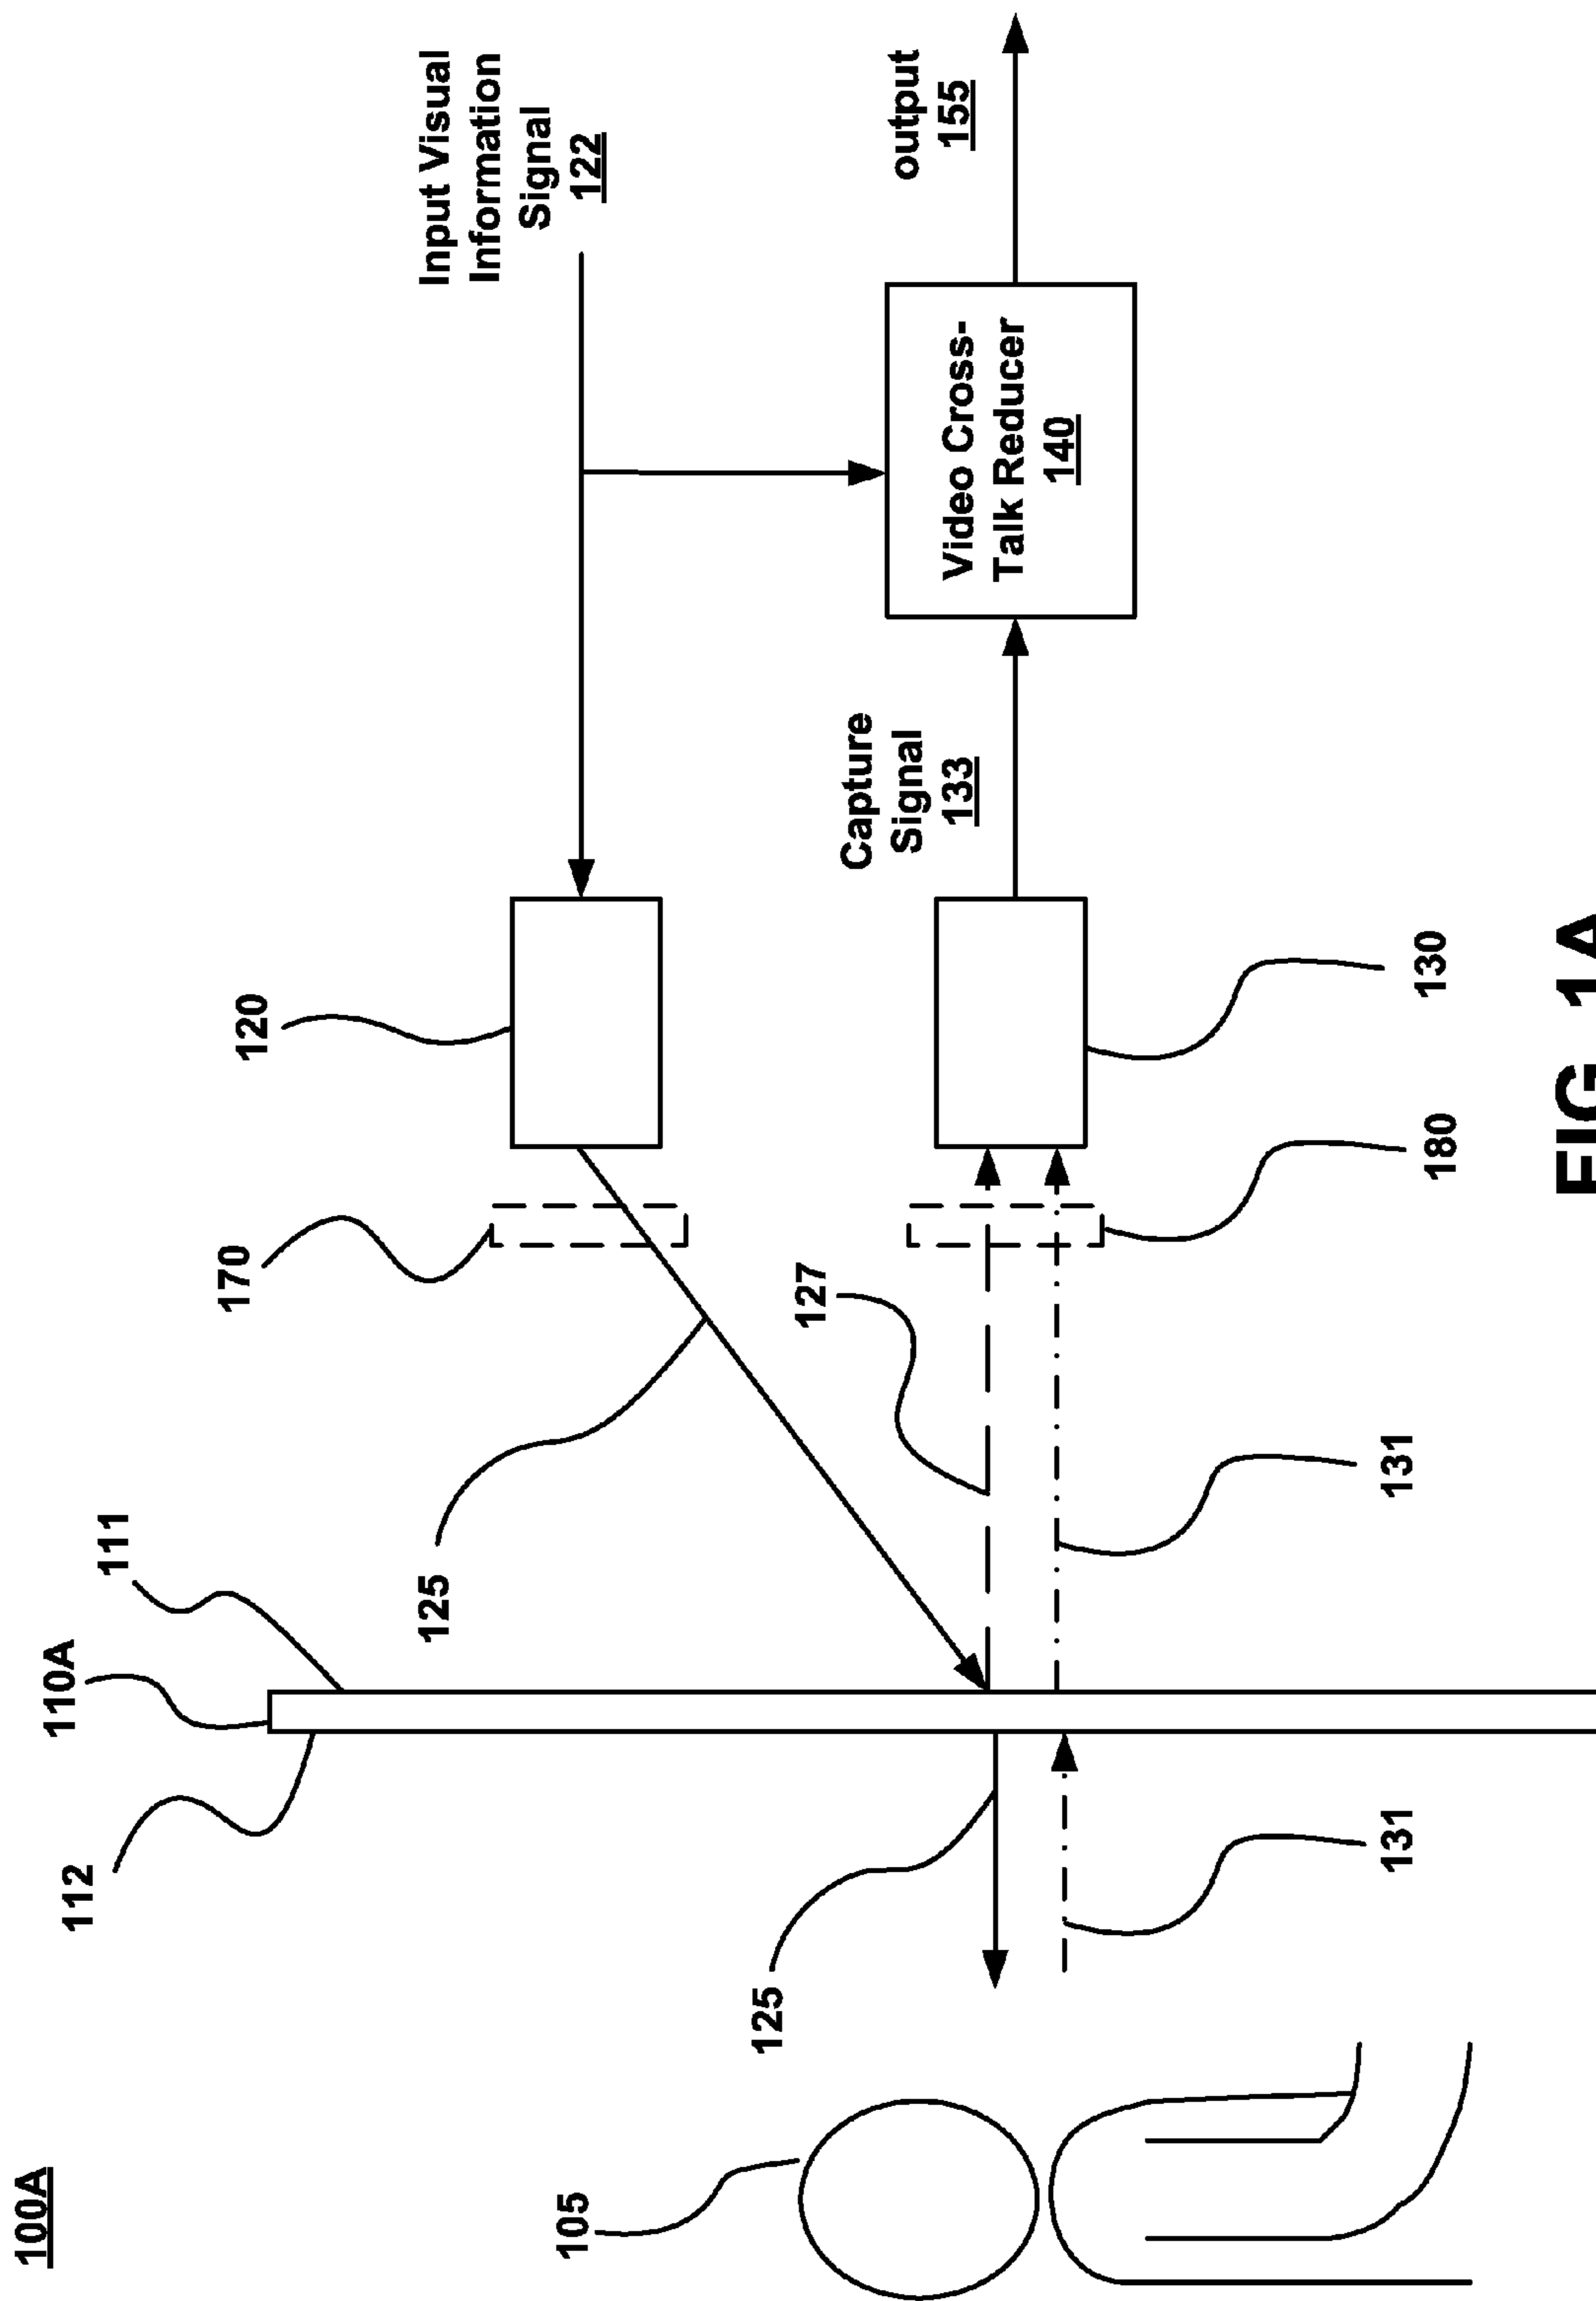 100A
110A
112
111
170
120
125
Input Visual
Information
Signal
122
105
125
127
Capture
Signal
133
output
155
Video Cross-
Talk Reducer
140
131
131
130
180
FIG. 1A